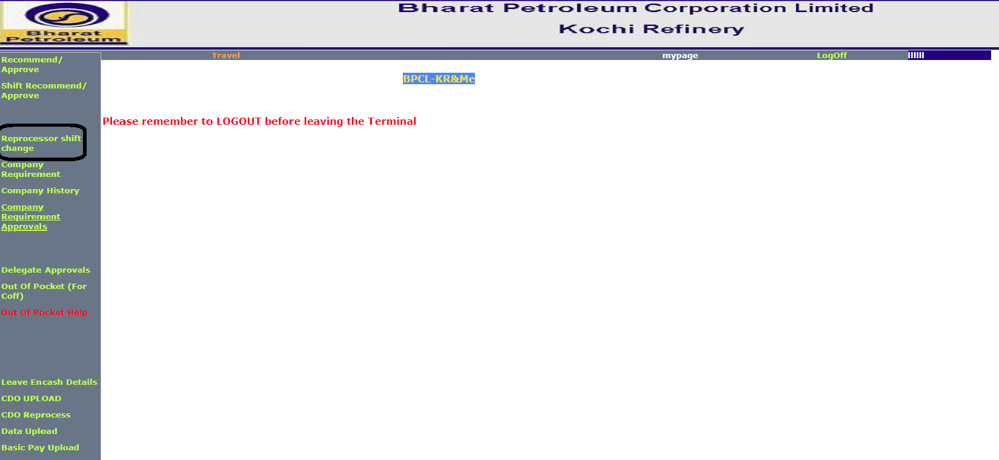 Bharat Petroleum Corporation Limited
Kochi Refinery
Bharat
Petroleum
Travel
mypage
LogOff
BPCL-KR&Me
Please remember to LOGOUT before leaving the Terminal
Recommend/
Approve
Shift Recommend/
Approve
Reprocessor shift
change
Company
Requirement
Company History
Company
Requirement
Approvals
Delegate Approvals
Out Of Pocket (For
Coff)
Out Of Pocket Help
Leave Encash Details
CDO UPLOAD
CDO Reprocess
Data Upload
Basic Pay Upload